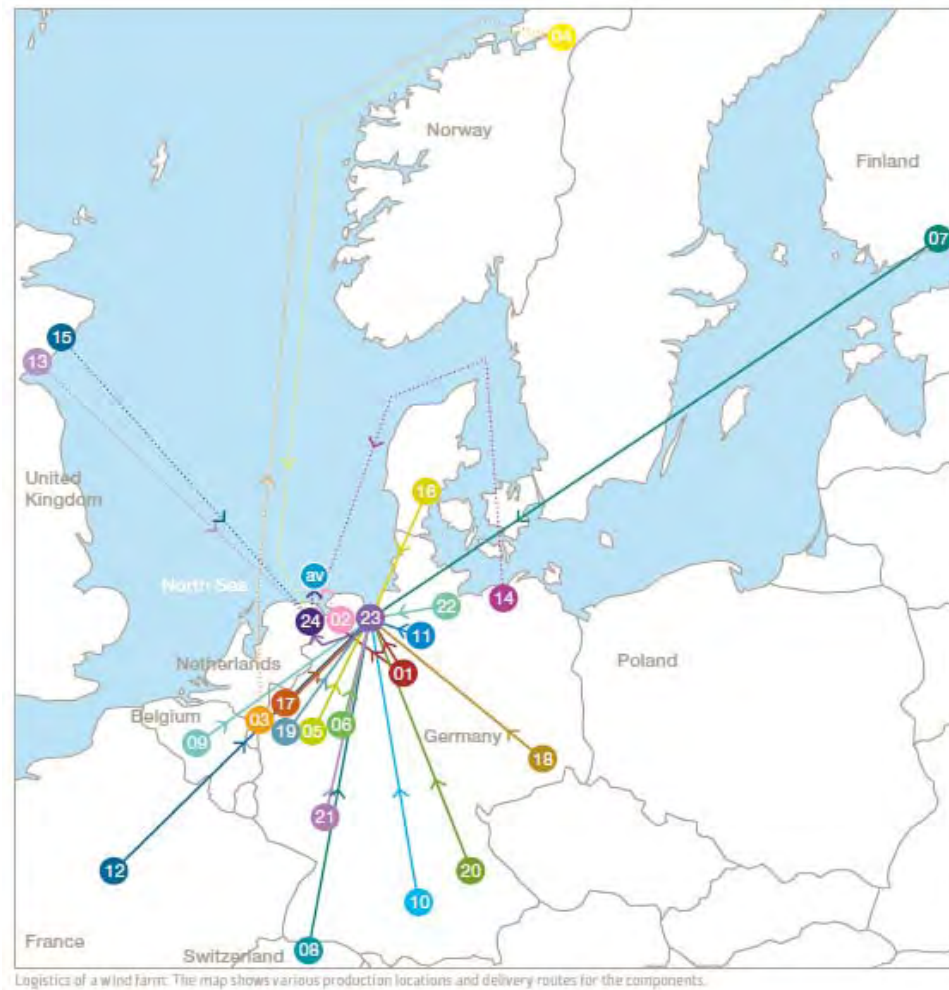 04
Norway
Finland
07
15
13
United
Kingdom
16
North Sea
av
14
22
24
02
23
11
Netherlands
01
Poland
17
Belgium
03
19
05
06
Germany
09
18
21
12
20
10
France
Switzerland
08
Logistics of a wind farm: The map shows various production locations and delivery routes for the components.